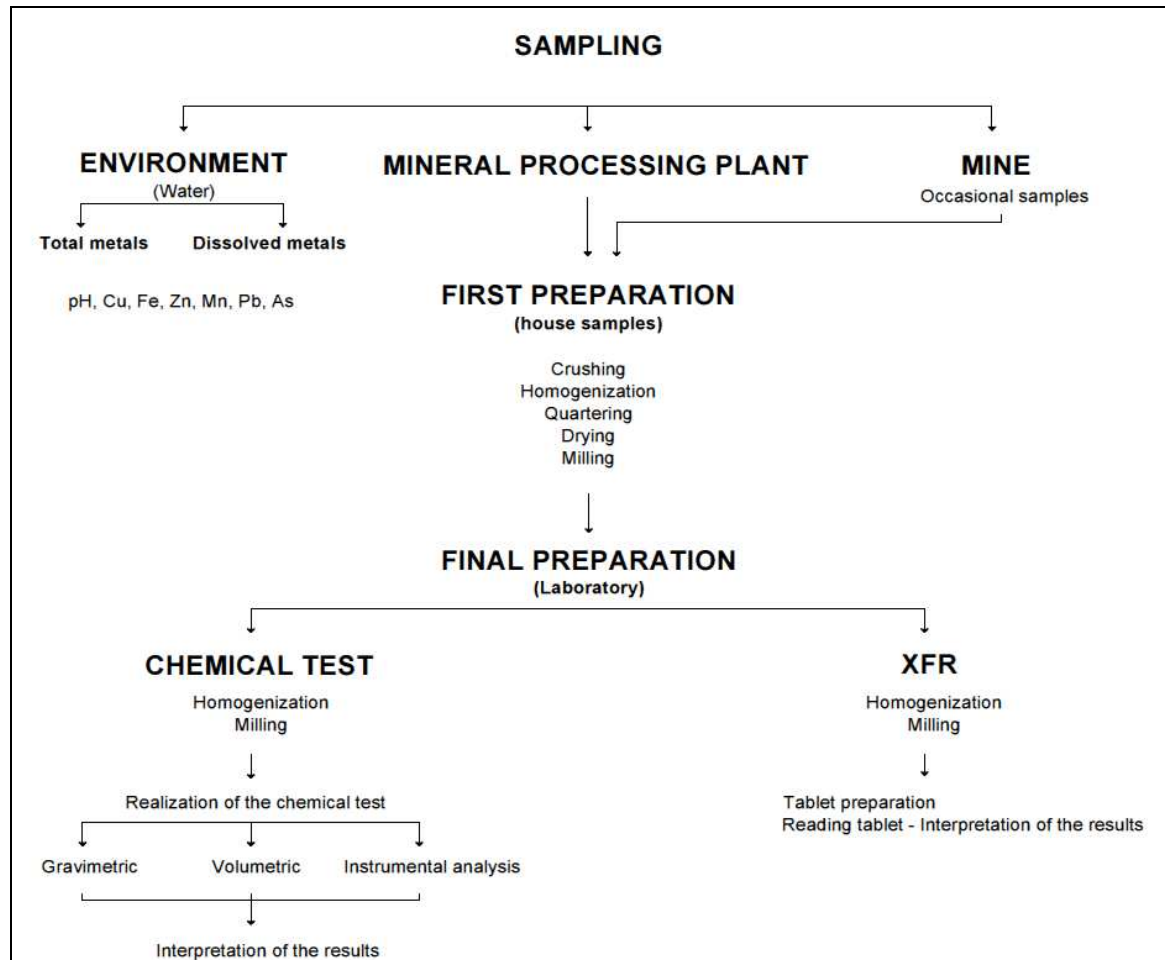 SAMPLING
ENVIRONMENT
(Water)
MINERAL PROCESSING PLANT
MINE
Occasional samples
Total metals
Dissolved metals
pH, Cu, Fe, Zn, Mn, Pb, As
FIRST PREPARATION
(house samples)
Crushing
Homogenization
Quartering
Drying
Milling
FINAL PREPARATION
(Laboratory)
CHEMICAL TEST
Homogenization
Milling
Realization of the chemical test
Gravimetric
Volumetric
Instrumental analysis
Interpretation of the results
XFR
Homogenization
Milling
Tablet preparation
Reading tablet - Interpretation of the results